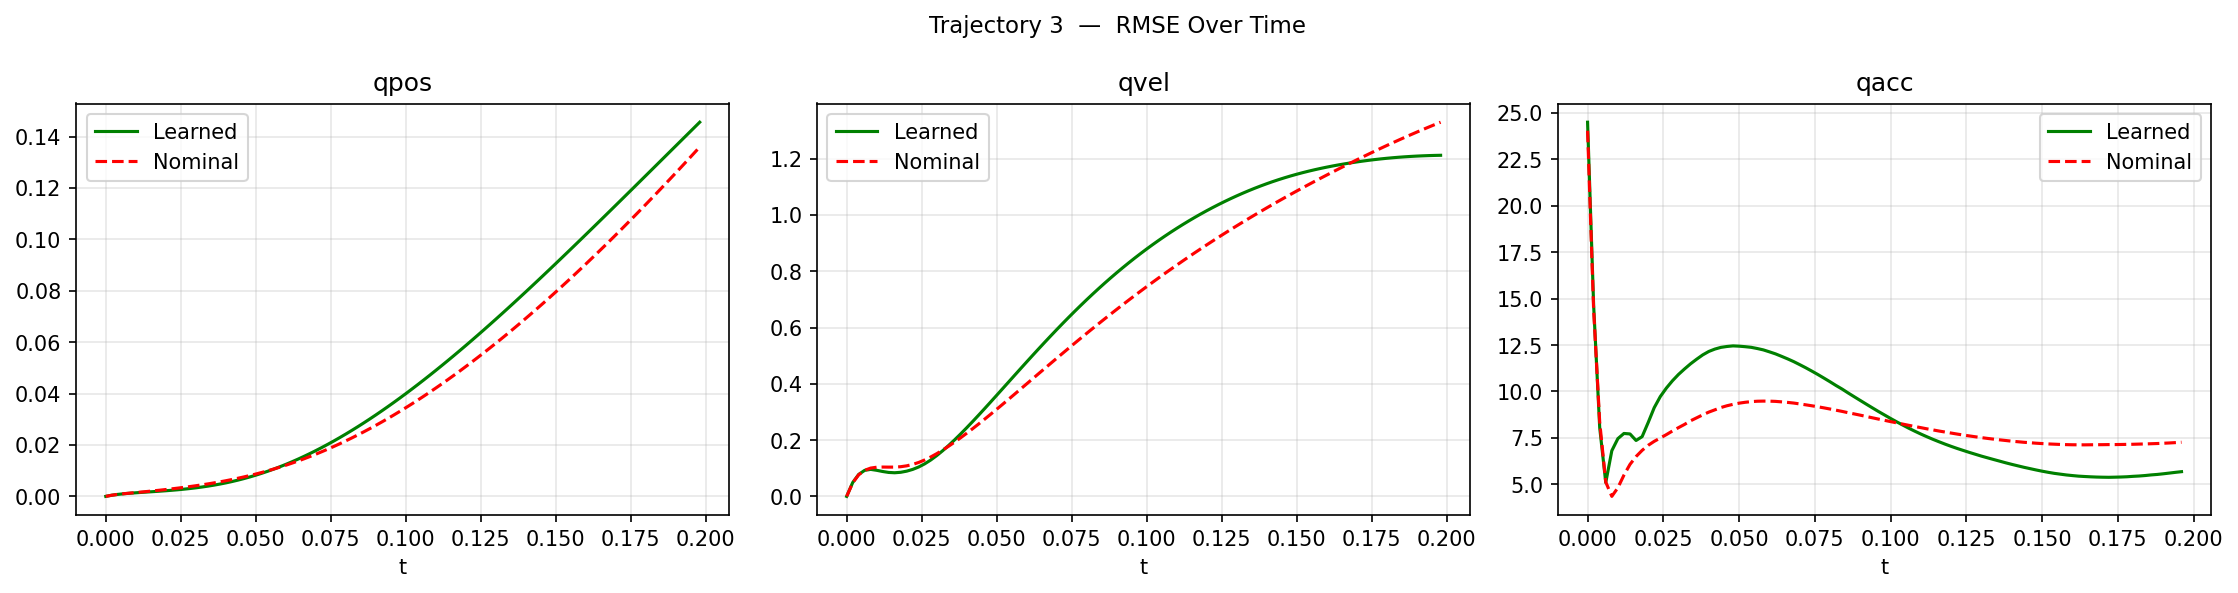 Trajectory 3 — RMSE Over Time
qpos
Learned
Nominal
0.14
0.12
0.10
0.08
0.06
0.04
0.02
0.00
0.000 0.025 0.050 0.075 0.100 0.125 0.150 0.175 0.200
t
qvel
Learned
Nominal
1.2
1.0
0.8
0.6
0.4
0.2
0.0
0.000 0.025 0.050 0.075 0.100 0.125 0.150 0.175 0.200
t
qacc
Learned
Nominal
25.0
22.5
20.0
17.5
15.0
12.5
10.0
7.5
5.0
0.000 0.025 0.050 0.075 0.100 0.125 0.150 0.175 0.200
t